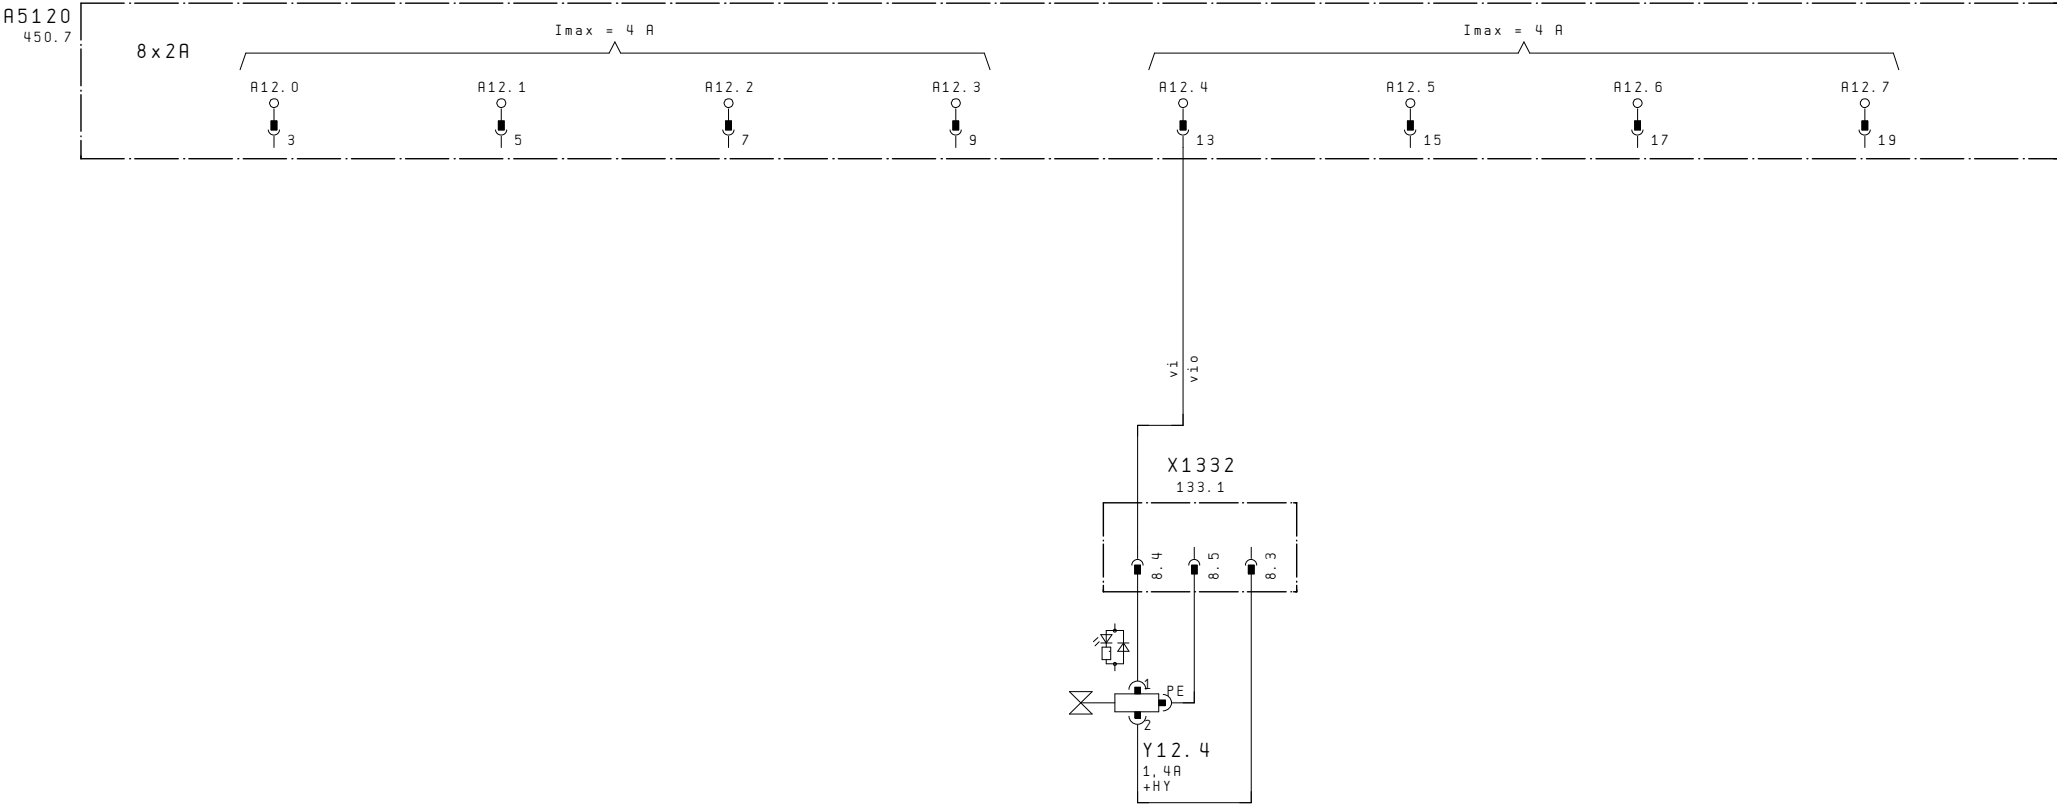 A5120
450.7
8x2A
Imax = 4 A
Imax = 4 A
A12.0
A12.1
A12.2
A12.3
A12.4
A12.5
A12.6
A12.7
3
5
7
9
13
15
17
19
vi
vio
X1332
133.1
8.4
8.5
8.3
1
PE
2
Y12.4
1,4A
+HY